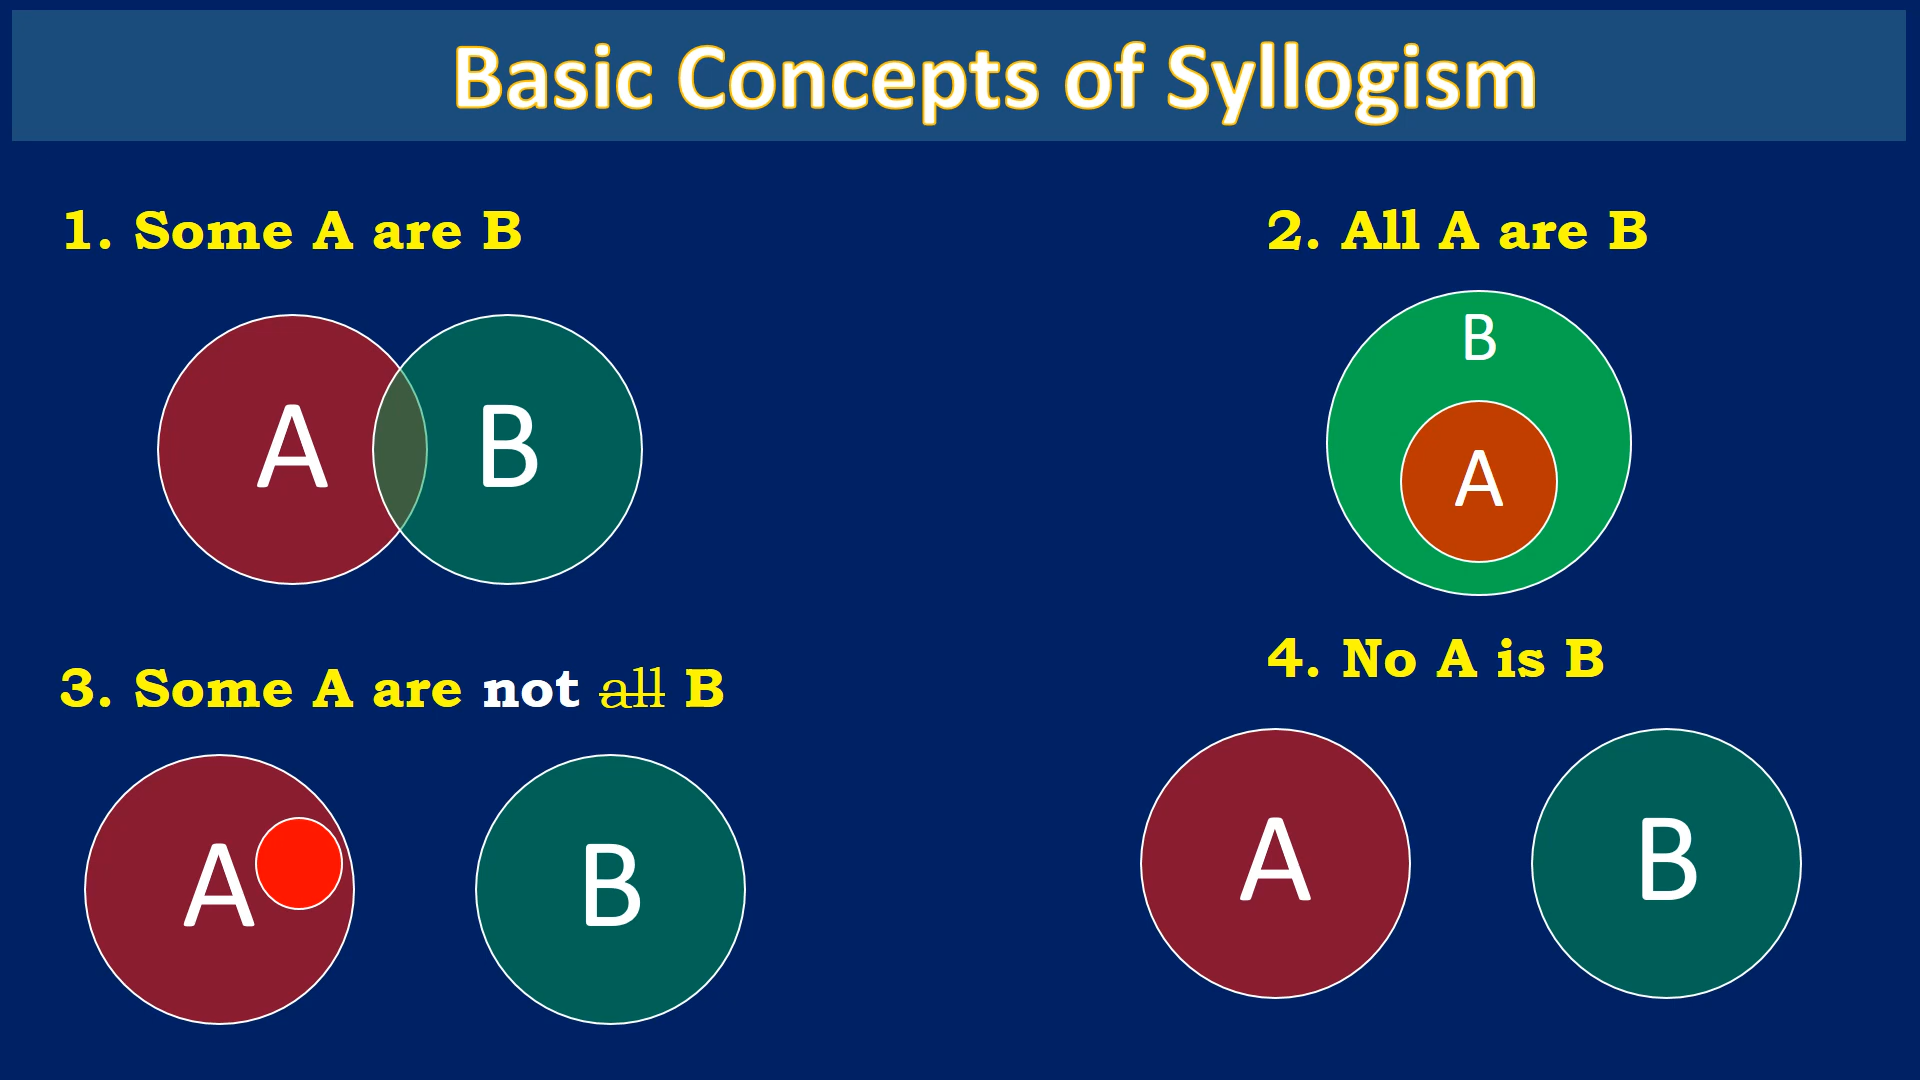 Basic Concepts of Syllogism
1. Some A are B
A B
2. All A are B
B
A
3. Some A are not all B
A B
4. No A is B
A B